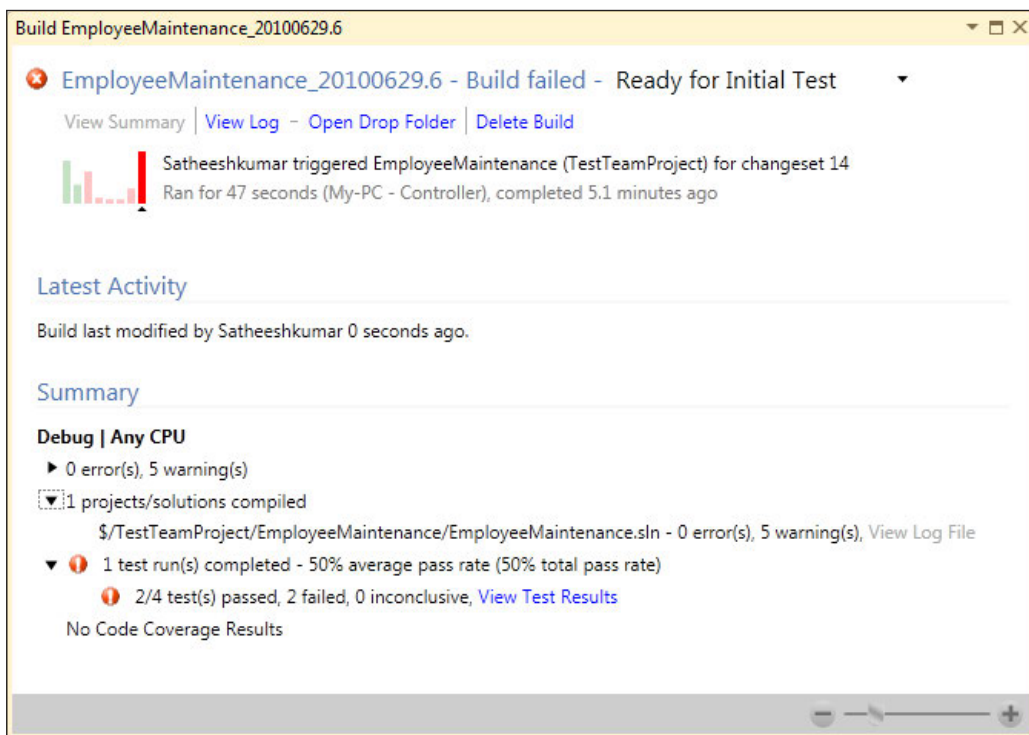 Build EmployeeMaintenance_20100629.6
EmployeeMaintenance_20100629.6 - Build failed - Ready for Initial Test
View Summary | View Log - Open Drop Folder | Delete Build
Satheeshkumar triggered EmployeeMaintenance (TestTeamProject) for changeset 14
Ran for 47 seconds (My-PC - Controller), completed 5.1 minutes ago
Latest Activity
Build last modified by Satheeshkumar 0 seconds ago.
Summary
Debug | Any CPU
0 error(s), 5 warning(s)
1 projects/solutions compiled
$/TestTeamProject/EmployeeMaintenance/EmployeeMaintenance.sln - 0 error(s), 5 warning(s), View Log File
1 test run(s) completed - 50% average pass rate (50% total pass rate)
2/4 test(s) passed, 2 failed, 0 inconclusive, View Test Results
No Code Coverage Results